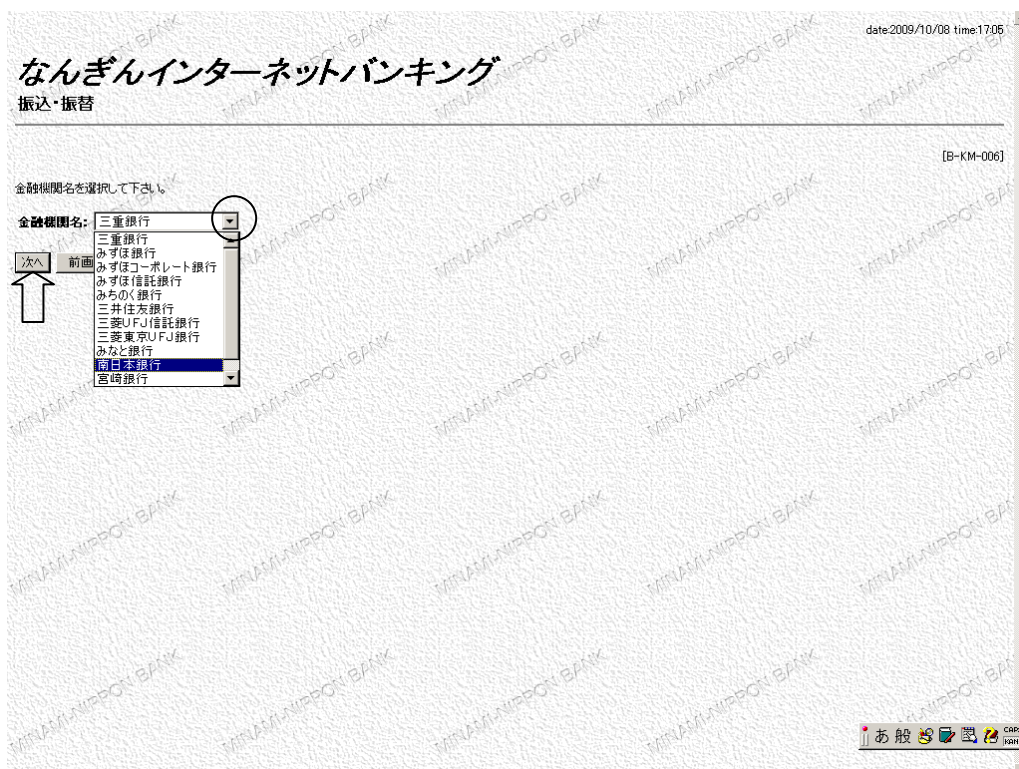 date:2009/10/08 time:17:05
なんぎんインターネットバンキング
振込・振替
[B-KM-006]
金融機関名を選択して下さい。
金融機関名: 三重銀行
三重銀行
みずほ銀行
次へ 前画
みずほコーポレート銀行
みずほ信託銀行
みちのく銀行
三井住友銀行
三菱UFJ信託銀行
三菱東京UFJ銀行
みなと銀行
南日本銀行
宮崎銀行
MINAMI-NIPPON BANK
あ 般
CAPS
KANA